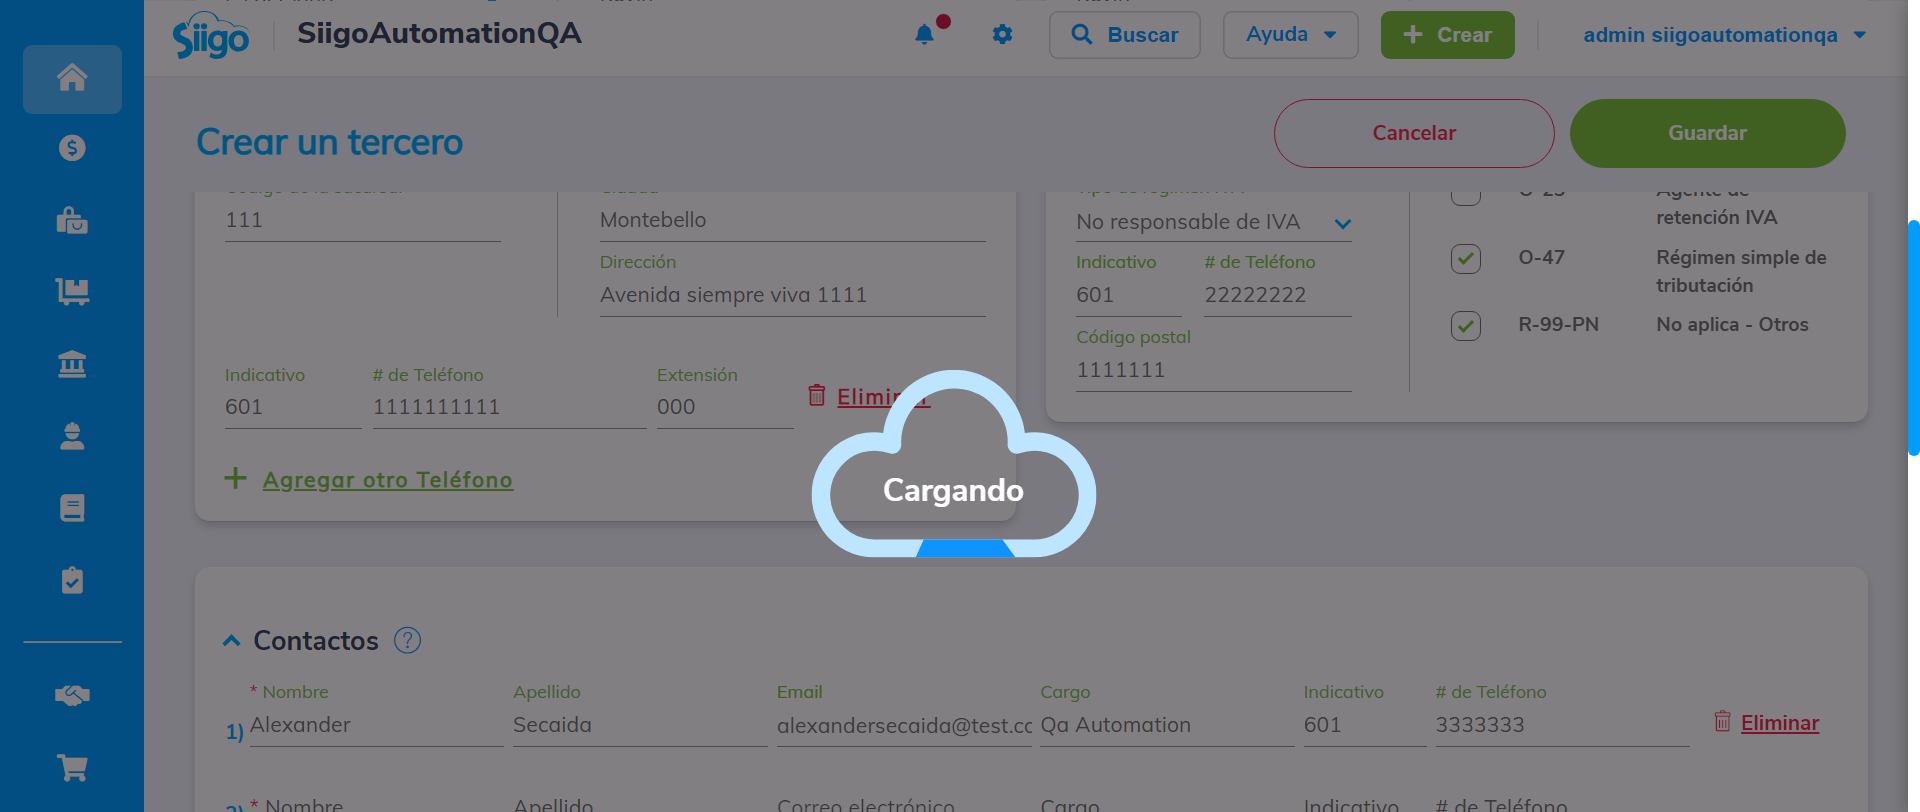 Siigo
SiigoAutomationQA
Buscar
Ayuda
Crear
admin siigoautomationqa
Crear un tercero
Cancelar
Guardar
111
Montebello
Dirección
Avenida siempre viva 1111
Indicativo
# de Teléfono
Extensión
601
1111111111
000
Eliminar
Agregar otro Teléfono
No responsable de IVA
Indicativo
# de Teléfono
601
22222222
Código postal
1111111
Agente de
retención IVA
O-47
Régimen simple de
tributación
R-99-PN
No aplica - Otros
Cargando
Contactos
?
* Nombre
Apellido
Email
Cargo
Indicativo
# de Teléfono
1) Alexander
Secaida
alexandersecaida@test.cc
Qa Automation
601
3333333
Eliminar
2) * Nombre
Apellido
Correo electrónico
Cargo
Indicativo
# de Teléfono